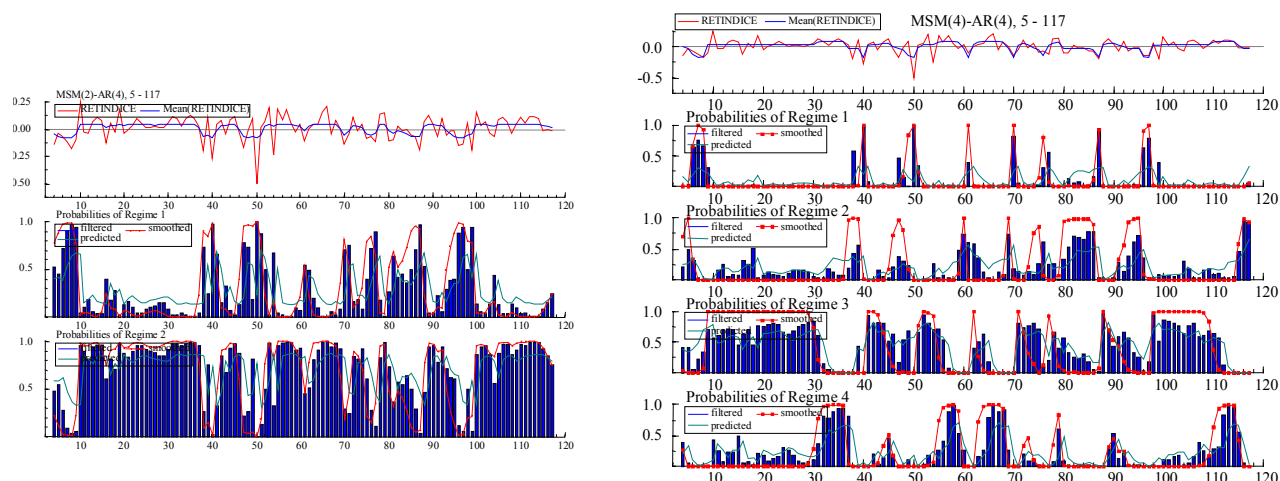 MSM(2)-AR(4), 5 - 117
0.25
RETINDICE Mean(RETINDICE)
0.00
0.25
0.50
10 20 30 40 50 60 70 80 90 100 110 120
Probabilities of Regime 1
1.0
filtered smoothed
predicted
0.5
10 20 30 40 50 60 70 80 90 100 110 120
Probabilities of Regime 2
1.0
filtered smoothed
predicted
0.5
10 20 30 40 50 60 70 80 90 100 110 120
RETINDICE Mean(RETINDICE) MSM(4)-AR(4), 5 - 117
0.0
-0.5
10 20 30 40 50 60 70 80 90 100 110 120
Probabilities of Regime 1
1.0
filtered smoothed
predicted
0.5
10 20 30 40 50 60 70 80 90 100 110 120
Probabilities of Regime 2
1.0
filtered smoothed
predicted
0.5
10 20 30 40 50 60 70 80 90 100 110 120
Probabilities of Regime 3
1.0
filtered smoothed
predicted
0.5
10 20 30 40 50 60 70 80 90 100 110 120
Probabilities of Regime 4
1.0
filtered smoothed
predicted
0.5
10 20 30 40 50 60 70 80 90 100 110 120